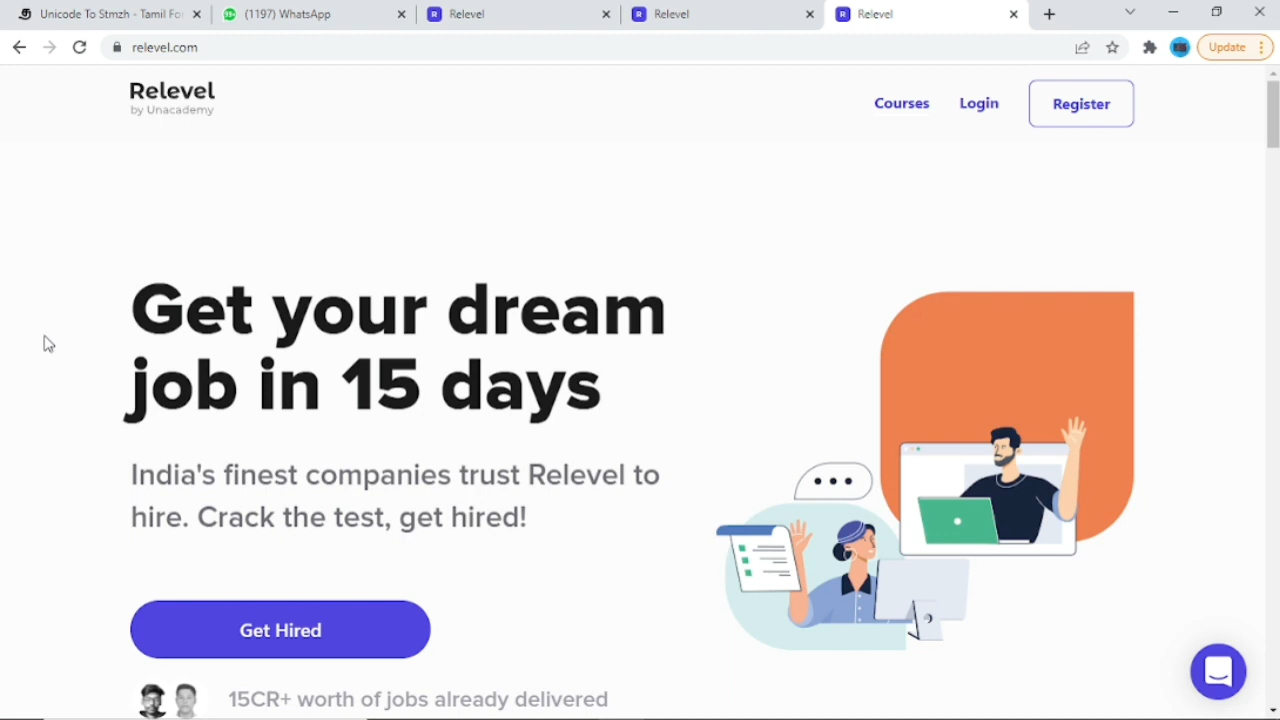 Unicode To Stmzh - Tamil Fo
99+ (1197) WhatsApp
R Relevel
R Relevel
R Relevel
relevel.com
Update
Relevel
by Unacademy
Courses
Login
Register
Get your dream
job in 15 days
India's finest companies trust Relevel to
hire. Crack the test, get hired!
Get Hired
15CR+ worth of jobs already delivered